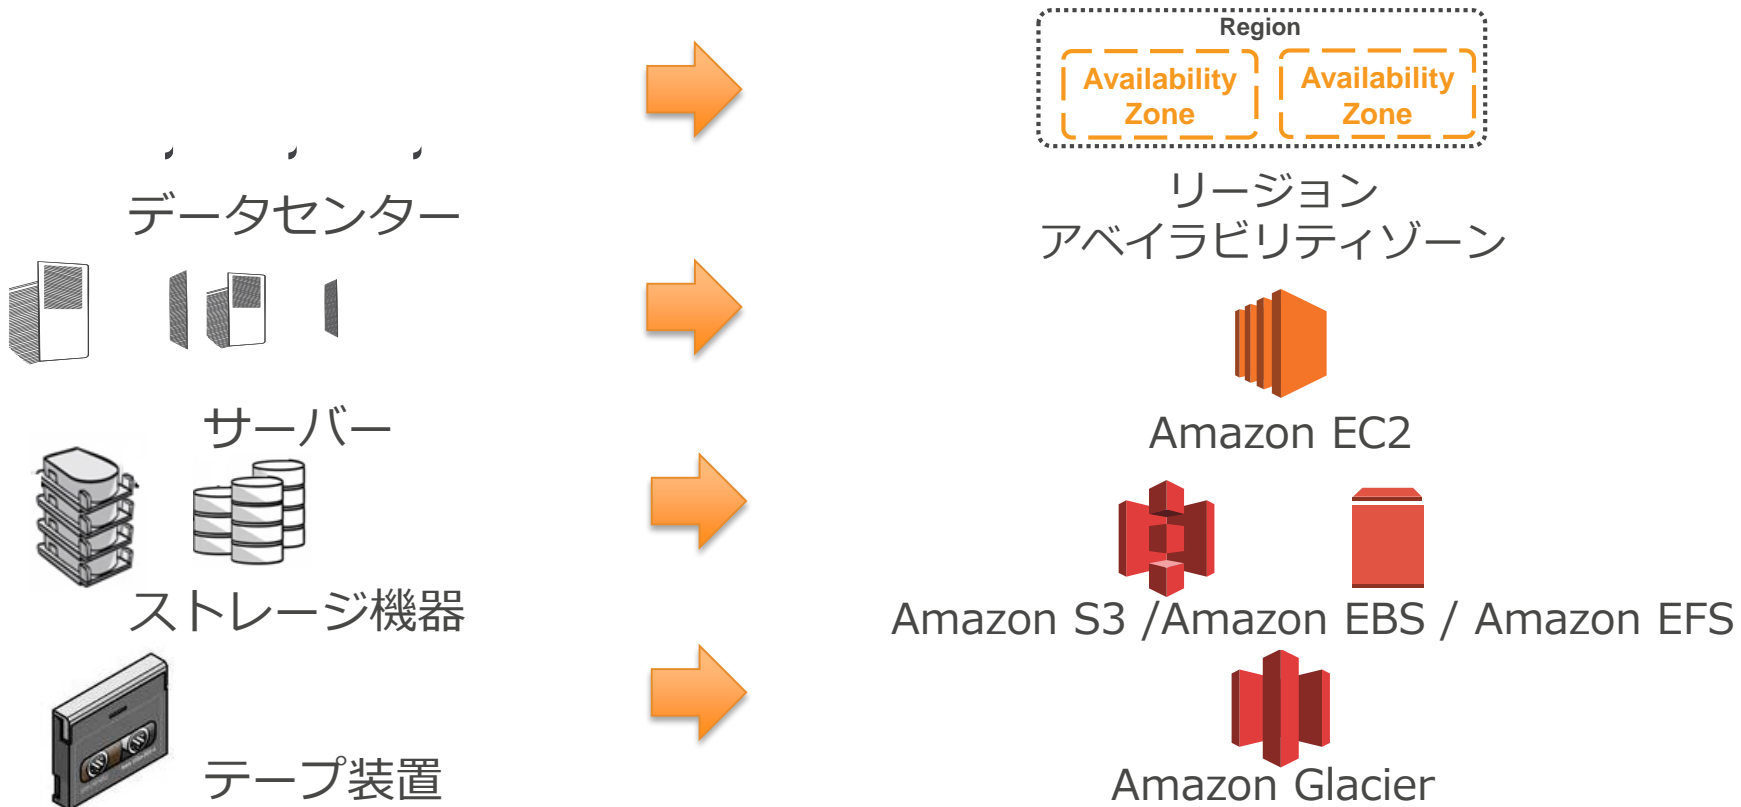 Region
Availability
Zone
Availability
Zone
データセンター
リージョン
アベイラビリティゾーン
サーバー
Amazon EC2
ストレージ機器
Amazon S3 /Amazon EBS / Amazon EFS
テープ装置
Amazon Glacier